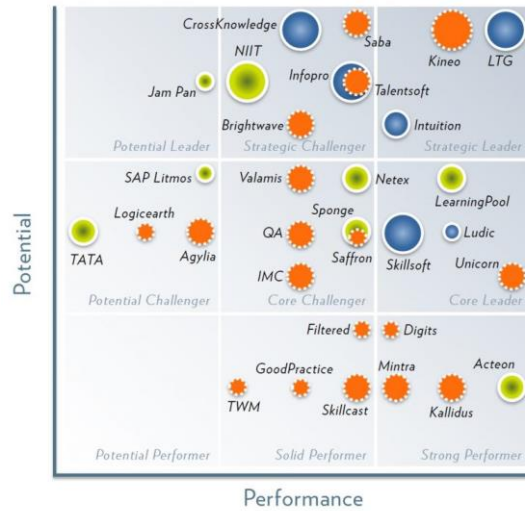 CrossKnowledge
Saba
Kineo
LTG
NIIT
Infopro
Talentsoft
Jam Pan
Brightwave
Intuition
Potential Leader
Strategic Challenger
Strategic Leader
SAP Litmos
Valamis
Netex
LearningPool
Logicearth
Sponge
TATA
Agylia
QA
Saffron
Skillsoft
Ludic
IMC
Unicorn
Potential Challenger
Core Challenger
Core Leader
Filtered
Digits
GoodPractice
Mintra
Acteon
TWM
Skillcast
Kallidus
Potential Performer
Solid Performer
Strong Performer
Potential
Performance